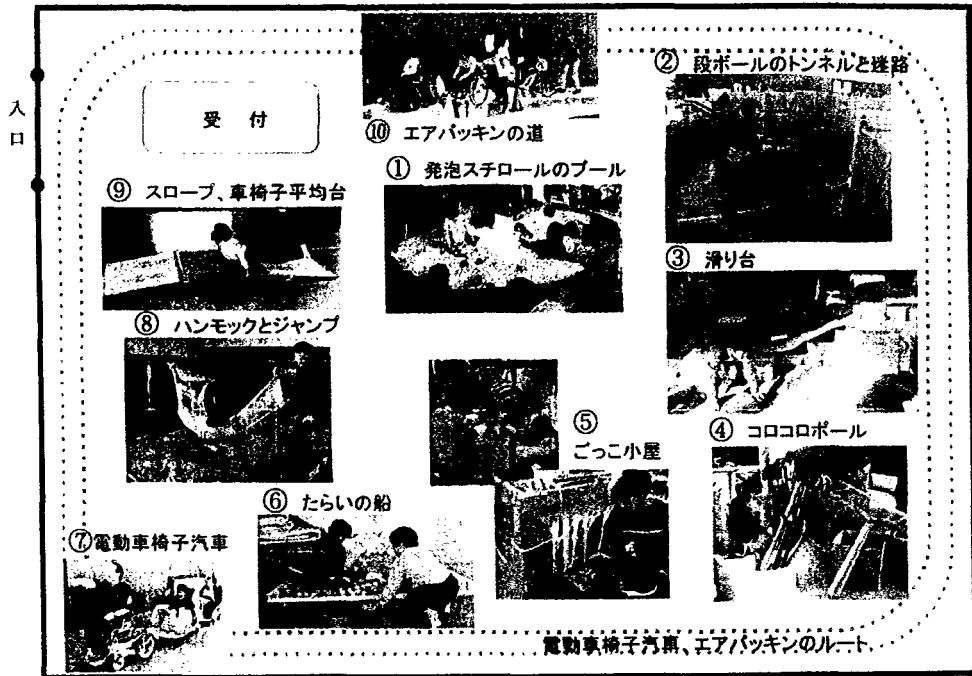 入口
受 付
⑩ エアパッキンの道
② 段ボールのトンネルと迷路
① 発泡スチロールのプール
⑨ スロープ、車椅子平均台
③ 滑り台
⑧ ハンモックとジャンプ
⑤
ごっこ小屋
④ コロコロボール
⑥ たらいの船
⑦電動車椅子汽車
電動車椅子汽車、エアパッキンのルート